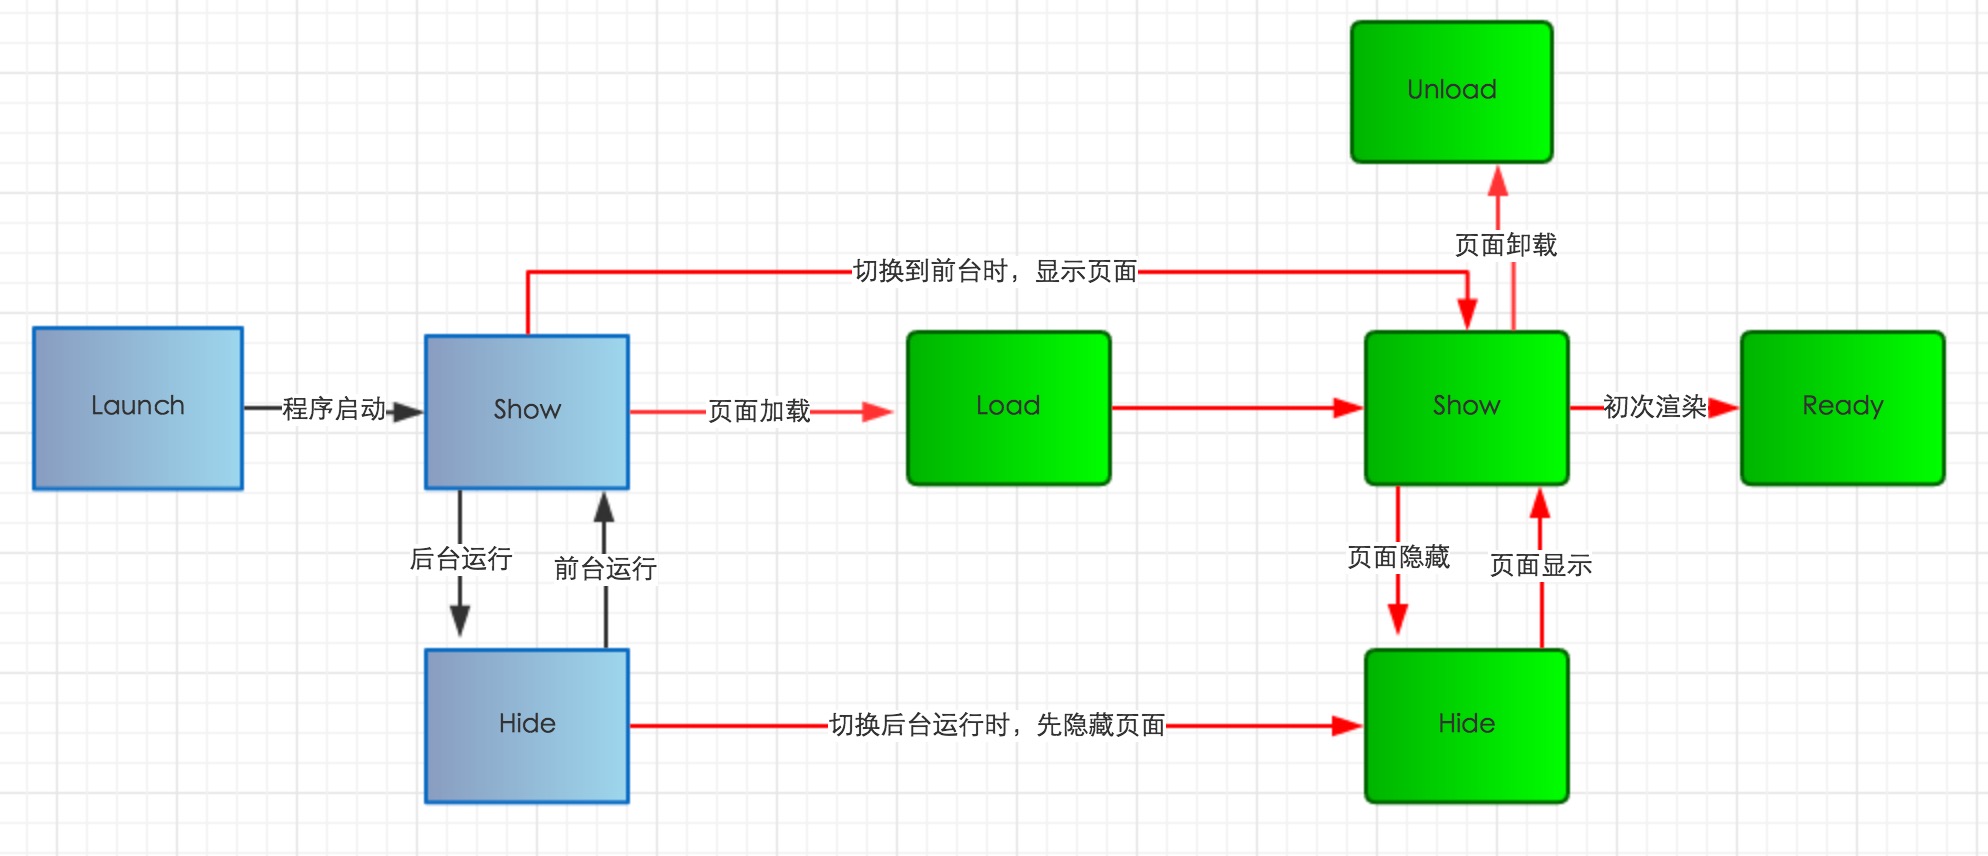 Unload
页面卸载
切换到前台时，显示页面
Launch
程序启动
Show
页面加载
Load
Show
初次渲染
Ready
后台运行
前台运行
页面隐藏
页面显示
Hide
切换后台运行时，先隐藏页面
Hide